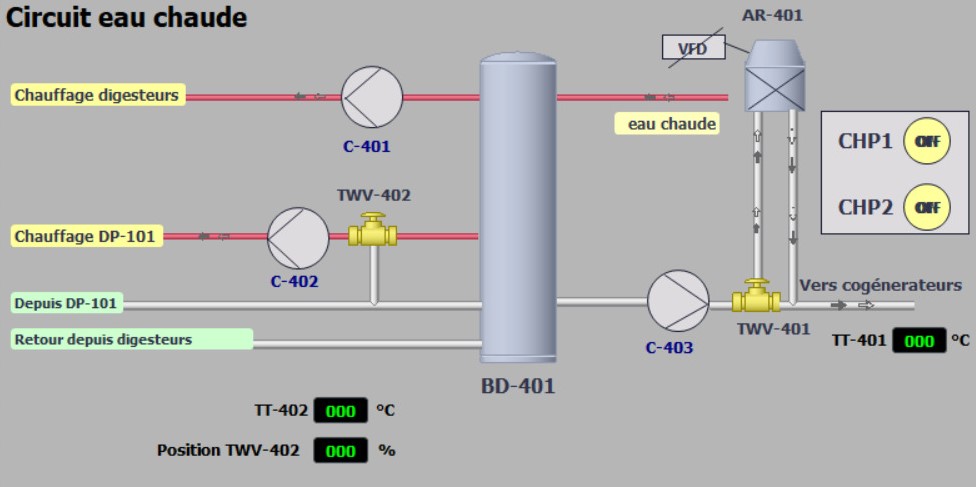 Circuit eau chaude
AR-401
VFD
Chauffage digesteurs
eau chaude
C-401
CHP1 OFF
TWV-402
CHP2 OFF
Chauffage DP-101
C-402
Vers cogénerateurs
Depuis DP-101
TWV-401
Retour depuis digesteurs
C-403
TT-401 000 °C
BD-401
TT-402 000 °C
Position TWV-402 000 %